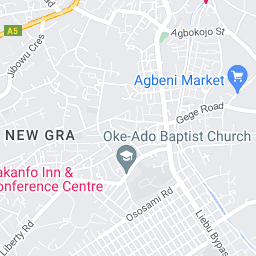 Agbokojo St
A5
Jibowu Cres
Agbeni Market
Gege Road
NEW GRA
Oke-Ado Baptist Church
akanfo Inn &
onference Centre
Ososami Rd
Liberty Rd
Liebu Bypas